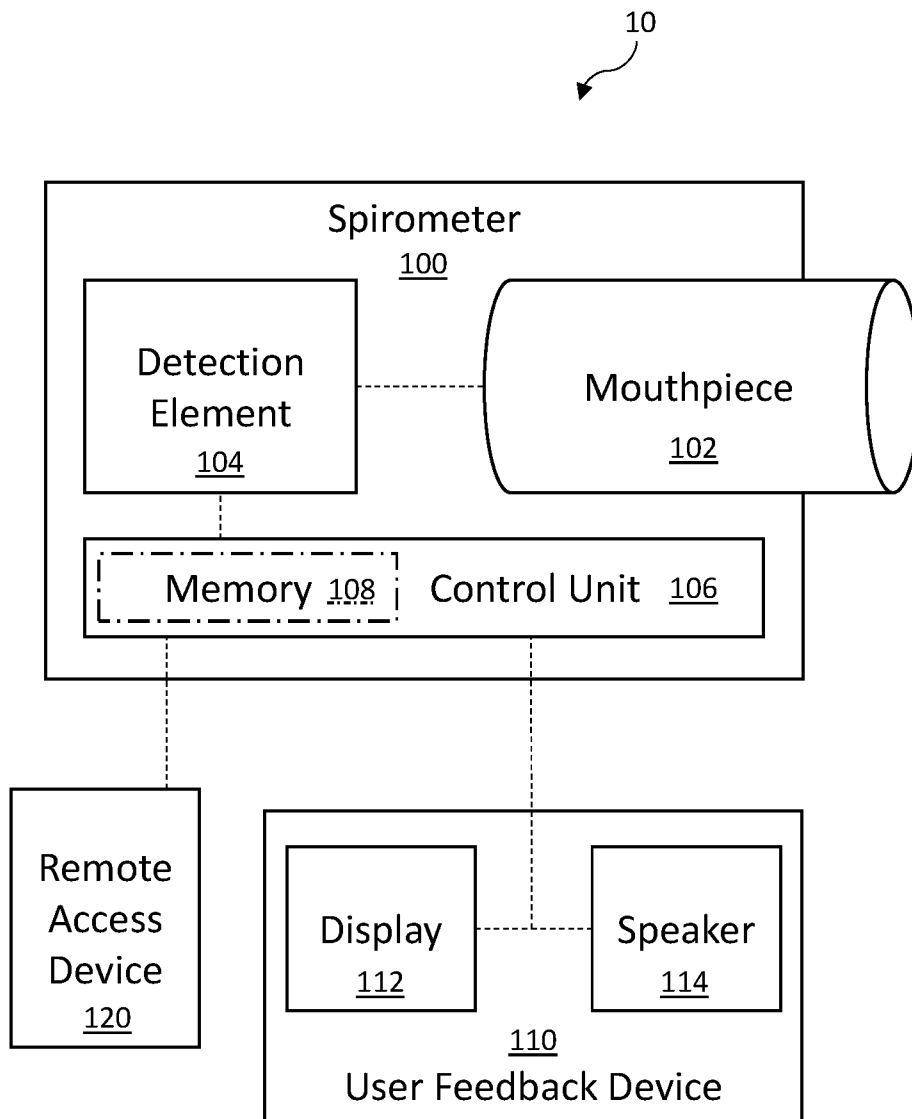 10
Spirometer
100
Detection
Element
104
Mouthpiece
102
Memory 108 Control Unit 106
Remote
Access
Device
120
Display
112
Speaker
114
110
User Feedback Device